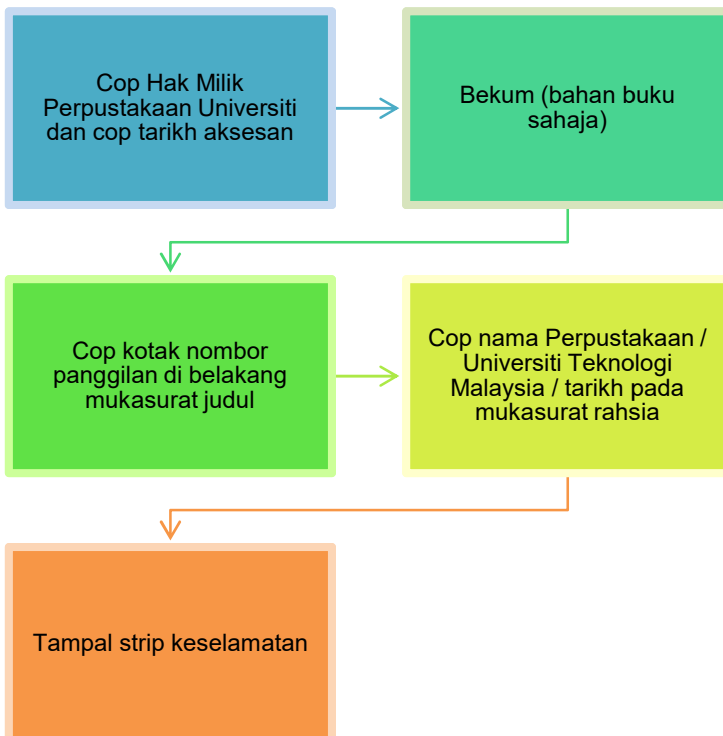 Cop Hak Milik
Perpustakaan Universiti
dan cop tarikh aksesan
Bekum (bahan buku
sahaja)
Cop kotak nombor
panggilan di belakang
mukasurat judul
Cop nama Perpustakaan /
Universiti Teknologi
Malaysia / tarikh pada
mukasurat rahsia
Tampal strip keselamatan